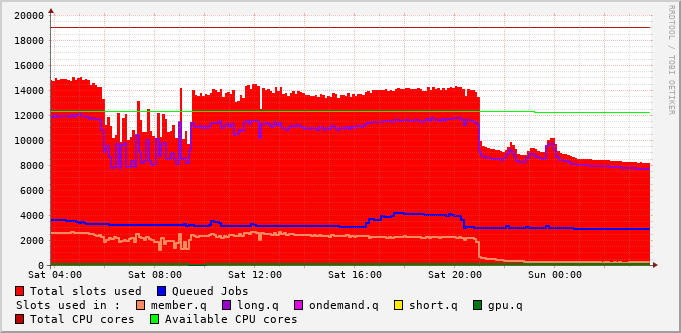 20000
18000
16000
14000
12000
10000
8000
6000
4000
2000
0
Sat 04:00 Sat 08:00 Sat 12:00 Sat 16:00 Sat 20:00 Sun 00:00
Total slots used Queued Jobs
Slots used in : member.q long.q ondemand.q short.q gpu.q
Total CPU cores Available CPU cores
RRDTOOL / TOBI OETIKER